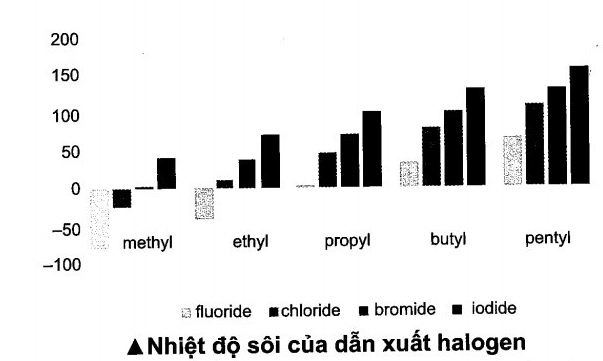 200
150
100
50
0
–50
–100
methyl ethyl propyl butyl pentyl
fluoride chloride bromide iodide
▲Nhiệt độ sôi của dẫn xuất halogen